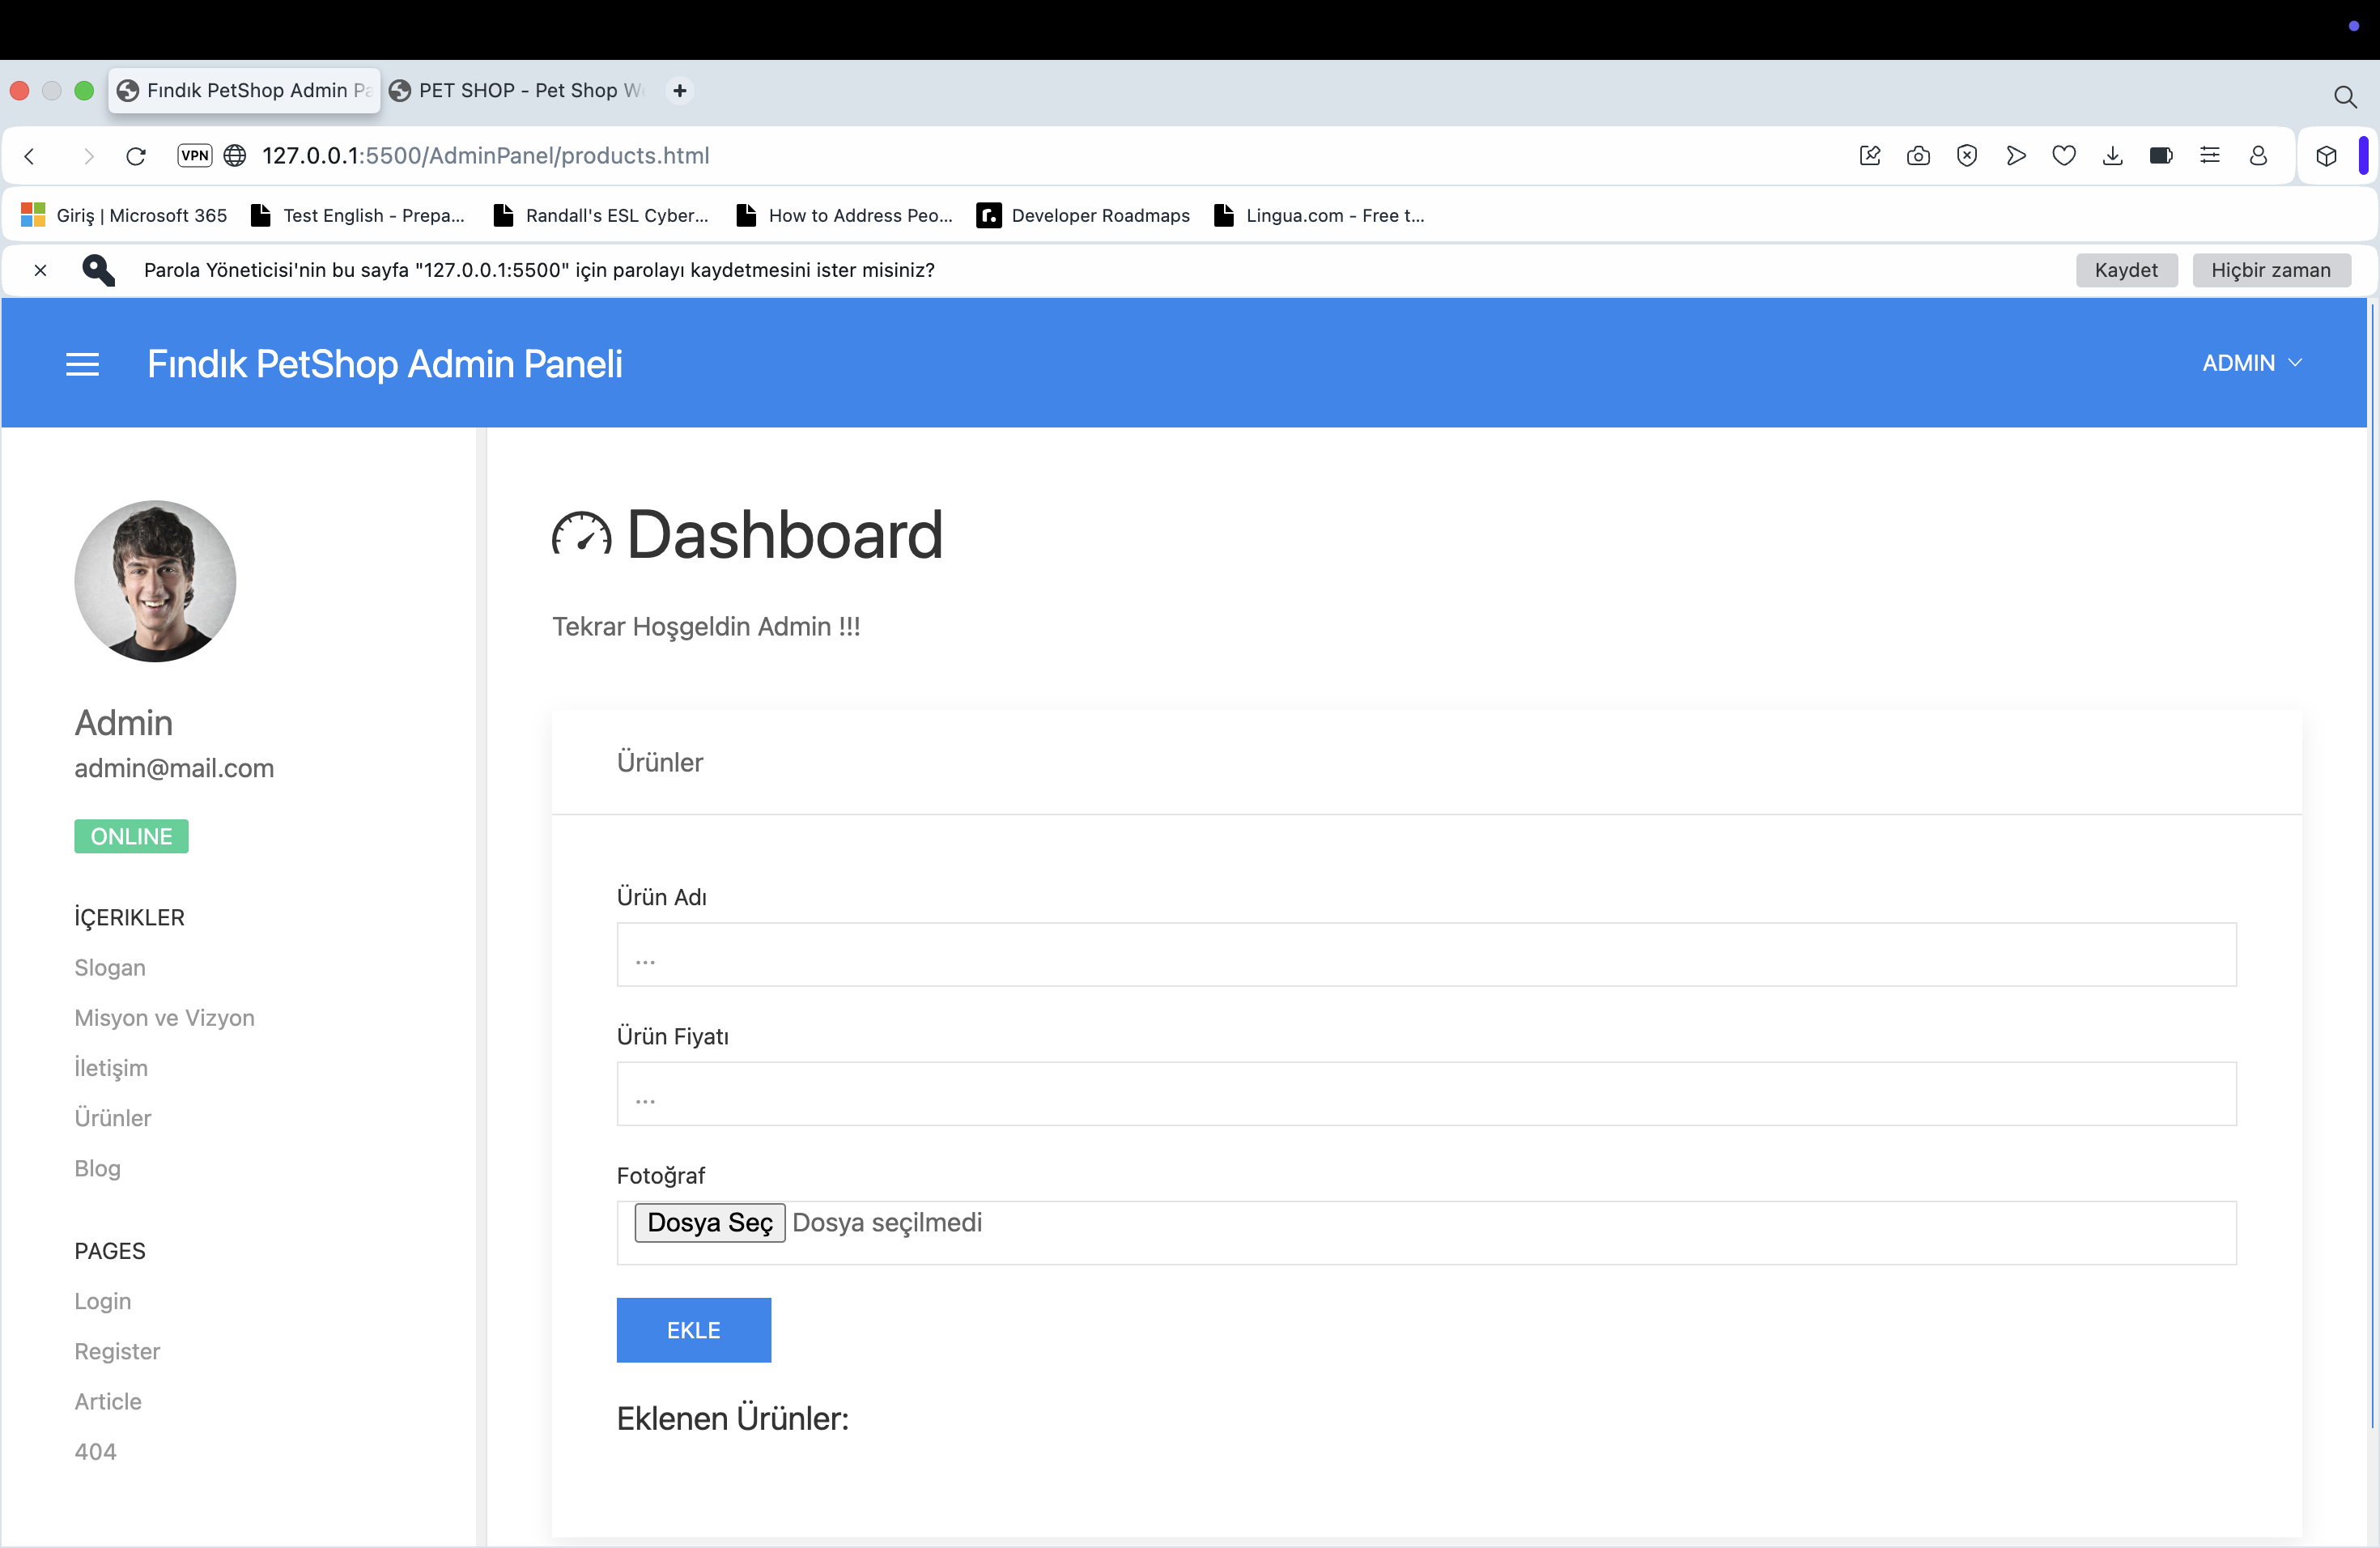 Fındık PetShop Admin Pa
PET SHOP - Pet Shop W
VPN
127.0.0.1:5500/AdminPanel/products.html
Giriş | Microsoft 365
Test English - Prepa...
Randall's ESL Cyber...
How to Address Peo...
Developer Roadmaps
Lingua.com - Free t...
Parola Yöneticisi'nin bu sayfa "127.0.0.1:5500" için parolayı kaydetmesini ister misiniz?
Kaydet
Hiçbir zaman
Fındık PetShop Admin Paneli
ADMIN
Admin
admin@mail.com
ONLINE
İÇERIKLER
Slogan
Misyon ve Vizyon
İletişim
Ürünler
Blog
PAGES
Login
Register
Article
404
Dashboard
Tekrar Hoşgeldin Admin !!!
Ürünler
Ürün Adı
...
Ürün Fiyatı
...
Fotoğraf
Dosya Seç Dosya seçilmedi
EKLE
Eklenen Ürünler: